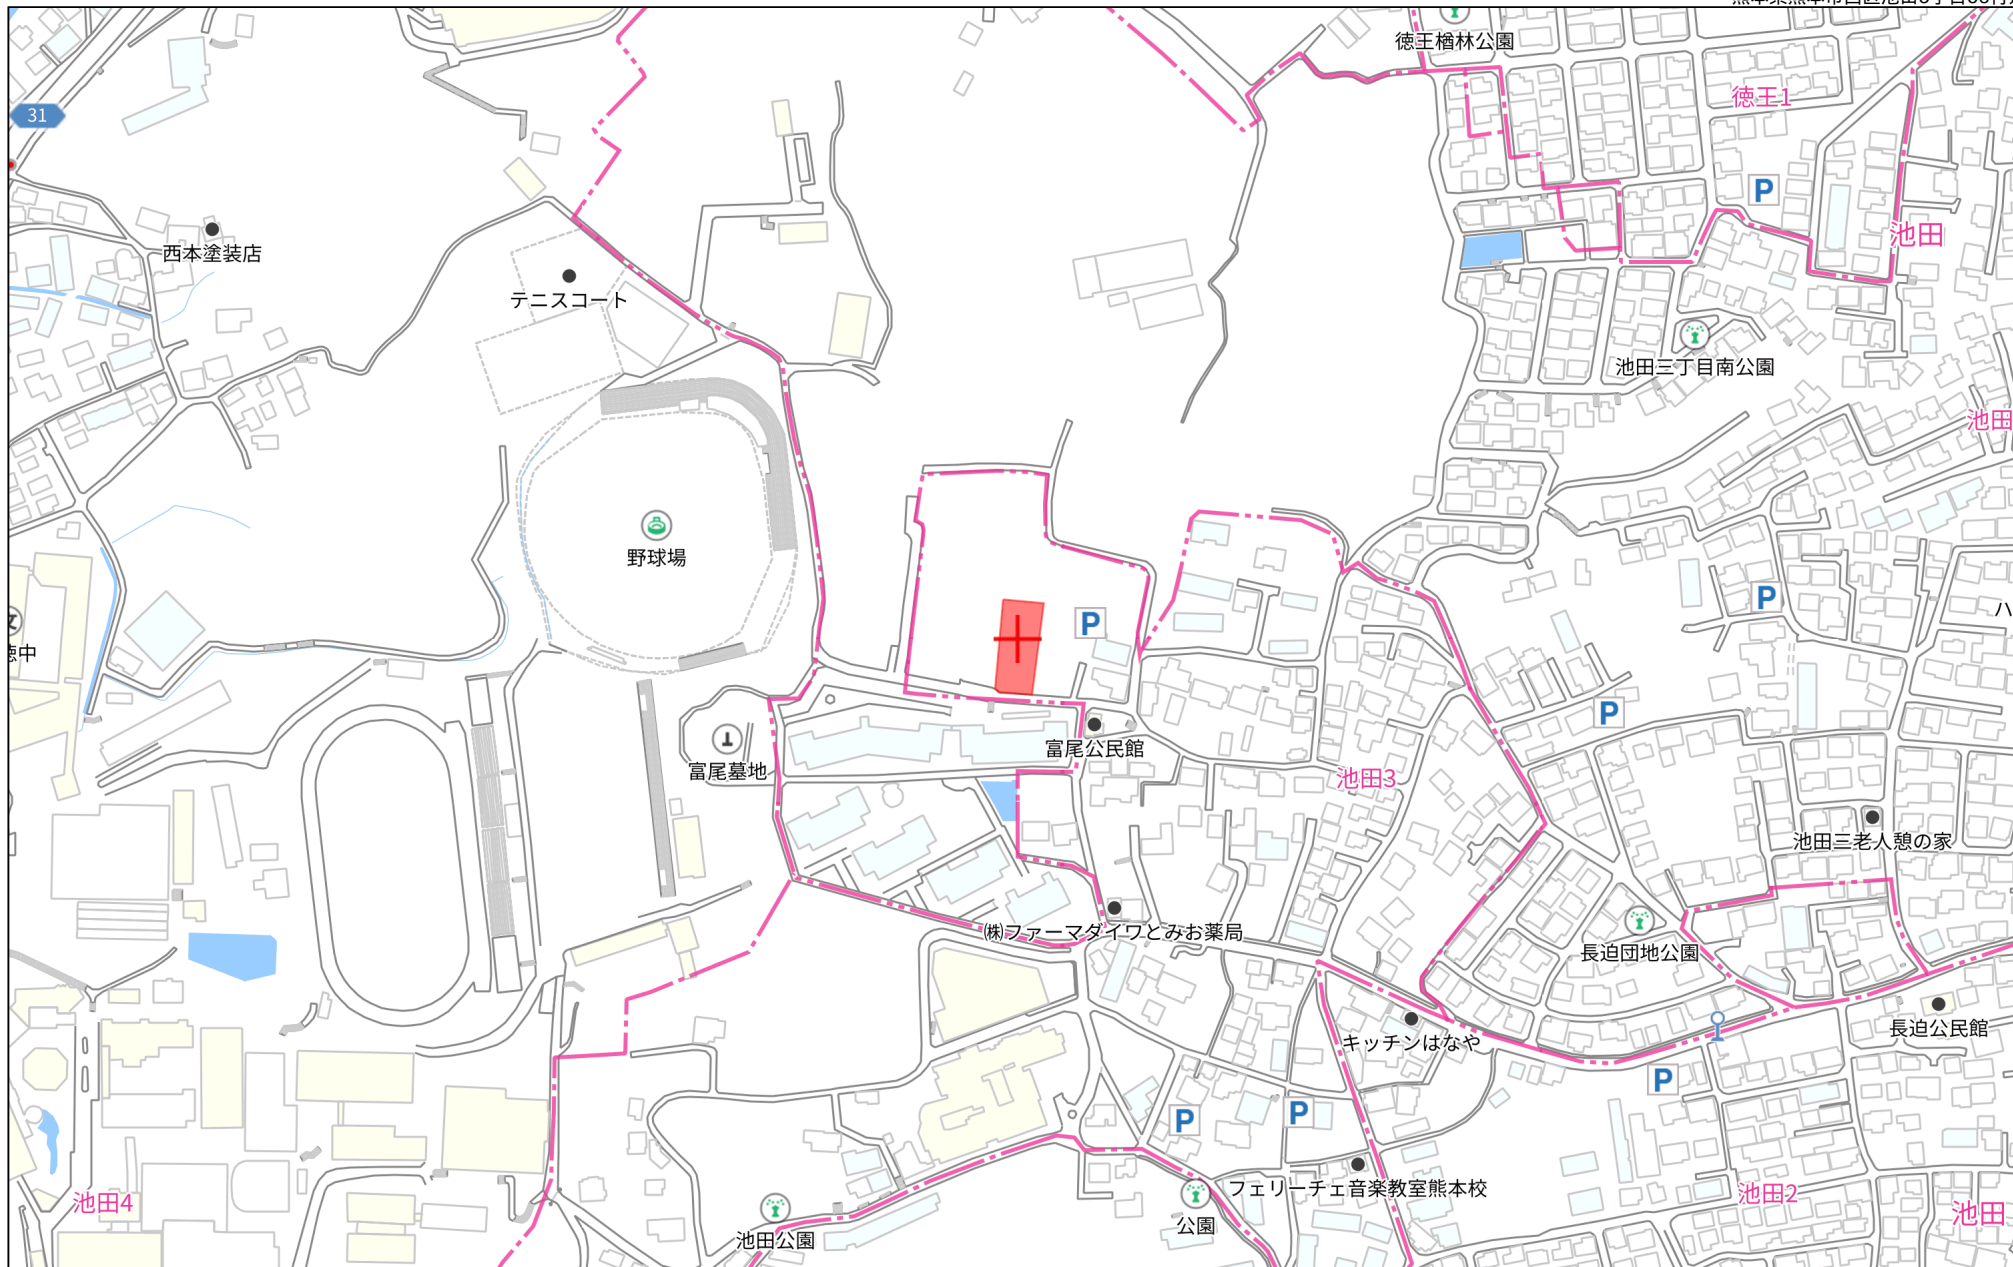 徳王楢林公園
徳王1
31
P
池田
西本塗装店
テニスコート
池田三丁目南公園
池田
野球場
P
P
徳中
P
富尾公民館
富尾墓地
池田3
池田三老人憩の家
㈱ファーマダイワとみお薬局
長迫団地公園
長迫公民館
キッチンはなや
P
P
P
フェリーチェ音楽教室熊本校
池田2
池田4
池田
公園
池田公園